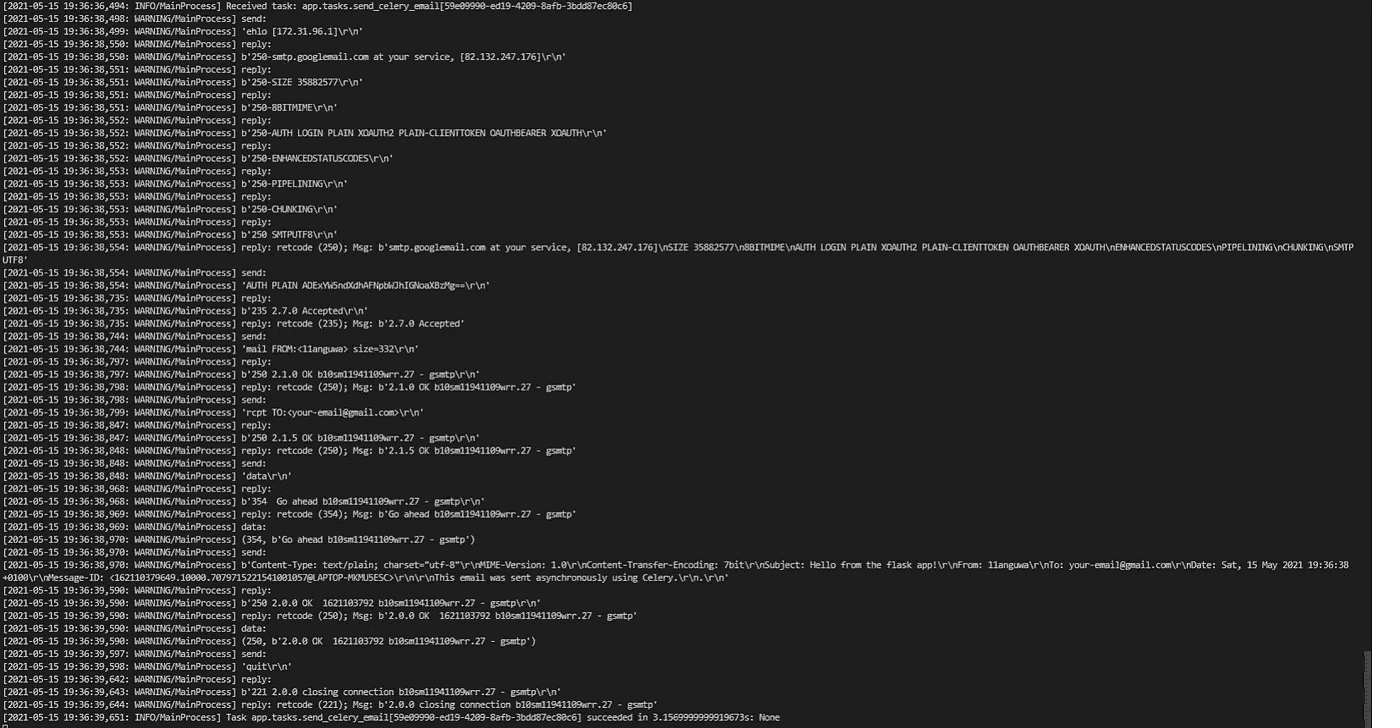 [2021-05-15 19:36:36,494: INFO/MainProcess] Received task: app.tasks.send_celery_email[59e09990-ed19-4209-8afb-3bdd87ec80c6]
[2021-05-15 19:36:38,498: WARNING/MainProcess] send:
[2021-05-15 19:36:38,499: WARNING/MainProcess] 'ehlo [172.31.96.1]\r\n'
[2021-05-15 19:36:38,550: WARNING/MainProcess] reply:
[2021-05-15 19:36:38,550: WARNING/MainProcess] b'250-smtp.googlemail.com at your service, [82.132.247.176]\r\n'
[2021-05-15 19:36:38,551: WARNING/MainProcess] reply:
[2021-05-15 19:36:38,551: WARNING/MainProcess] b'250-SIZE 35882577\r\n'
[2021-05-15 19:36:38,551: WARNING/MainProcess] reply:
[2021-05-15 19:36:38,551: WARNING/MainProcess] b'250-8BITMIME\r\n'
[2021-05-15 19:36:38,552: WARNING/MainProcess] reply:
[2021-05-15 19:36:38,552: WARNING/MainProcess] b'250-AUTH LOGIN PLAIN XOAUTH2 PLAIN-CLIENTTOKEN OAUTHBEARER XOAUTH\r\n'
[2021-05-15 19:36:38,552: WARNING/MainProcess] reply:
[2021-05-15 19:36:38,552: WARNING/MainProcess] b'250-ENHANCEDSTATUSCODES\r\n'
[2021-05-15 19:36:38,553: WARNING/MainProcess] reply:
[2021-05-15 19:36:38,553: WARNING/MainProcess] b'250-PIPELINING\r\n'
[2021-05-15 19:36:38,553: WARNING/MainProcess] reply:
[2021-05-15 19:36:38,553: WARNING/MainProcess] b'250-CHUNKING\r\n'
[2021-05-15 19:36:38,553: WARNING/MainProcess] reply:
[2021-05-15 19:36:38,553: WARNING/MainProcess] b'250 SMTPUTF8\r\n'
[2021-05-15 19:36:38,554: WARNING/MainProcess] reply: retcode (250); Msg: b'smtp.googlemail.com at your service, [82.132.247.176]\nSIZE 35882577\n8BITMIME\nAUTH LOGIN PLAIN XOAUTH2 PLAIN-CLIENTTOKEN OAUTHBEARER XOAUTH\nENHANCEDSTATUSCODES\nPIPELINING\nCHUNKING\nSMTP
UTF8'
[2021-05-15 19:36:38,554: WARNING/MainProcess] send:
[2021-05-15 19:36:38,554: WARNING/MainProcess] 'AUTH PLAIN
[2021-05-15 19:36:38,735: WARNING/MainProcess] reply:
[2021-05-15 19:36:38,735: WARNING/MainProcess] b'235 2.7.0 Accepted\r\n'
[2021-05-15 19:36:38,735: WARNING/MainProcess] reply: retcode (235); Msg: b'2.7.0 Accepted'
[2021-05-15 19:36:38,744: WARNING/MainProcess] send:
[2021-05-15 19:36:38,744: WARNING/MainProcess] 'mail FROM:<11anguwa> size=332\r\n'
[2021-05-15 19:36:38,797: WARNING/MainProcess] reply:
[2021-05-15 19:36:38,797: WARNING/MainProcess] b'250 2.1.0 OK b10sm11941109wrr.27 - gsmtp\r\n'
[2021-05-15 19:36:38,798: WARNING/MainProcess] reply: retcode (250); Msg: b'2.1.0 OK b10sm11941109wrr.27 - gsmtp'
[2021-05-15 19:36:38,798: WARNING/MainProcess] send:
[2021-05-15 19:36:38,799: WARNING/MainProcess] 'rcpt TO:<your-email@gmail.com>\r\n'
[2021-05-15 19:36:38,847: WARNING/MainProcess] reply:
[2021-05-15 19:36:38,847: WARNING/MainProcess] b'250 2.1.5 OK b10sm11941109wrr.27 - gsmtp\r\n'
[2021-05-15 19:36:38,848: WARNING/MainProcess] reply: retcode (250); Msg: b'2.1.5 OK b10sm11941109wrr.27 - gsmtp'
[2021-05-15 19:36:38,848: WARNING/MainProcess] send:
[2021-05-15 19:36:38,848: WARNING/MainProcess] 'data\r\n'
[2021-05-15 19:36:38,968: WARNING/MainProcess] reply:
[2021-05-15 19:36:38,968: WARNING/MainProcess] b'354  Go ahead b10sm11941109wrr.27 - gsmtp\r\n'
[2021-05-15 19:36:38,969: WARNING/MainProcess] reply: retcode (354); Msg: b'Go ahead b10sm11941109wrr.27 - gsmtp'
[2021-05-15 19:36:38,969: WARNING/MainProcess] data:
[2021-05-15 19:36:38,970: WARNING/MainProcess] (354, b'Go ahead b10sm11941109wrr.27 - gsmtp')
[2021-05-15 19:36:38,970: WARNING/MainProcess] send:
[2021-05-15 19:36:38,970: WARNING/MainProcess] b'Content-Type: text/plain; charset="utf-8"\r\nMIME-Version: 1.0\r\nContent-Transfer-Encoding: 7bit\r\nSubject: Hello from the flask app!\r\nFrom: 11anguwa\r\nTo: your-email@gmail.com\r\nDate: Sat, 15 May 2021 19:36:38
+0100\r\nMessage-ID: <162110379649.10000.7079715221541001057@LAPTOP-MKMU5ESC>\r\n\r\n\r\nThis email was sent asynchronously using Celery.\r\n.\r\n'
[2021-05-15 19:36:39,590: WARNING/MainProcess] reply:
[2021-05-15 19:36:39,590: WARNING/MainProcess] b'250 2.0.0 OK  1621103792 b10sm11941109wrr.27 - gsmtp\r\n'
[2021-05-15 19:36:39,590: WARNING/MainProcess] reply: retcode (250); Msg: b'2.0.0 OK  1621103792 b10sm11941109wrr.27 - gsmtp'
[2021-05-15 19:36:39,590: WARNING/MainProcess] data:
[2021-05-15 19:36:39,590: WARNING/MainProcess] (250, b'2.0.0 OK  1621103792 b10sm11941109wrr.27 - gsmtp')
[2021-05-15 19:36:39,597: WARNING/MainProcess] send:
[2021-05-15 19:36:39,598: WARNING/MainProcess] 'quit\r\n'
[2021-05-15 19:36:39,642: WARNING/MainProcess] reply:
[2021-05-15 19:36:39,643: WARNING/MainProcess] b'221 2.0.0 closing connection b10sm11941109wrr.27 - gsmtp\r\n'
[2021-05-15 19:36:39,644: WARNING/MainProcess] reply: retcode (221); Msg: b'2.0.0 closing connection b10sm11941109wrr.27 - gsmtp'
[2021-05-15 19:36:39,651: INFO/MainProcess] Task app.tasks.send_celery_email[59e09990-ed19-4209-8afb-3bdd87ec80c6] succeeded in 3.1569999999919673s: None